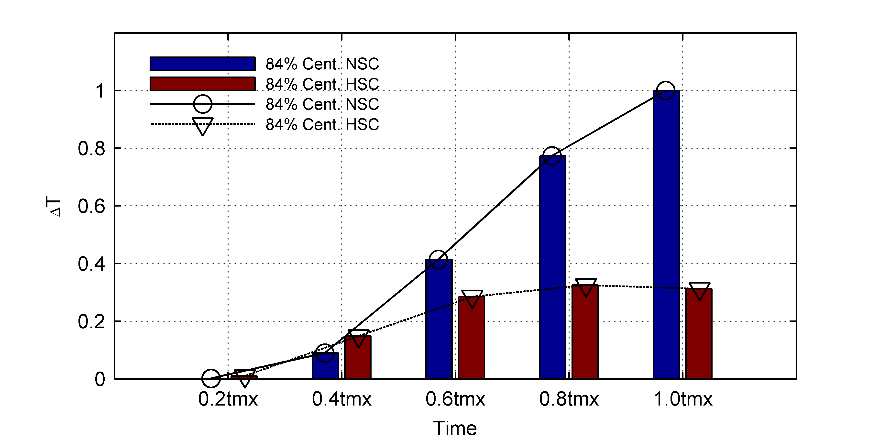 84% Cent. NSC
84% Cent. HSC
84% Cent. NSC
84% Cent. HSC
1
0.8
0.6
0.4
0.2
0
ΔT
0.2tmx 0.4tmx 0.6tmx 0.8tmx 1.0tmx
Time